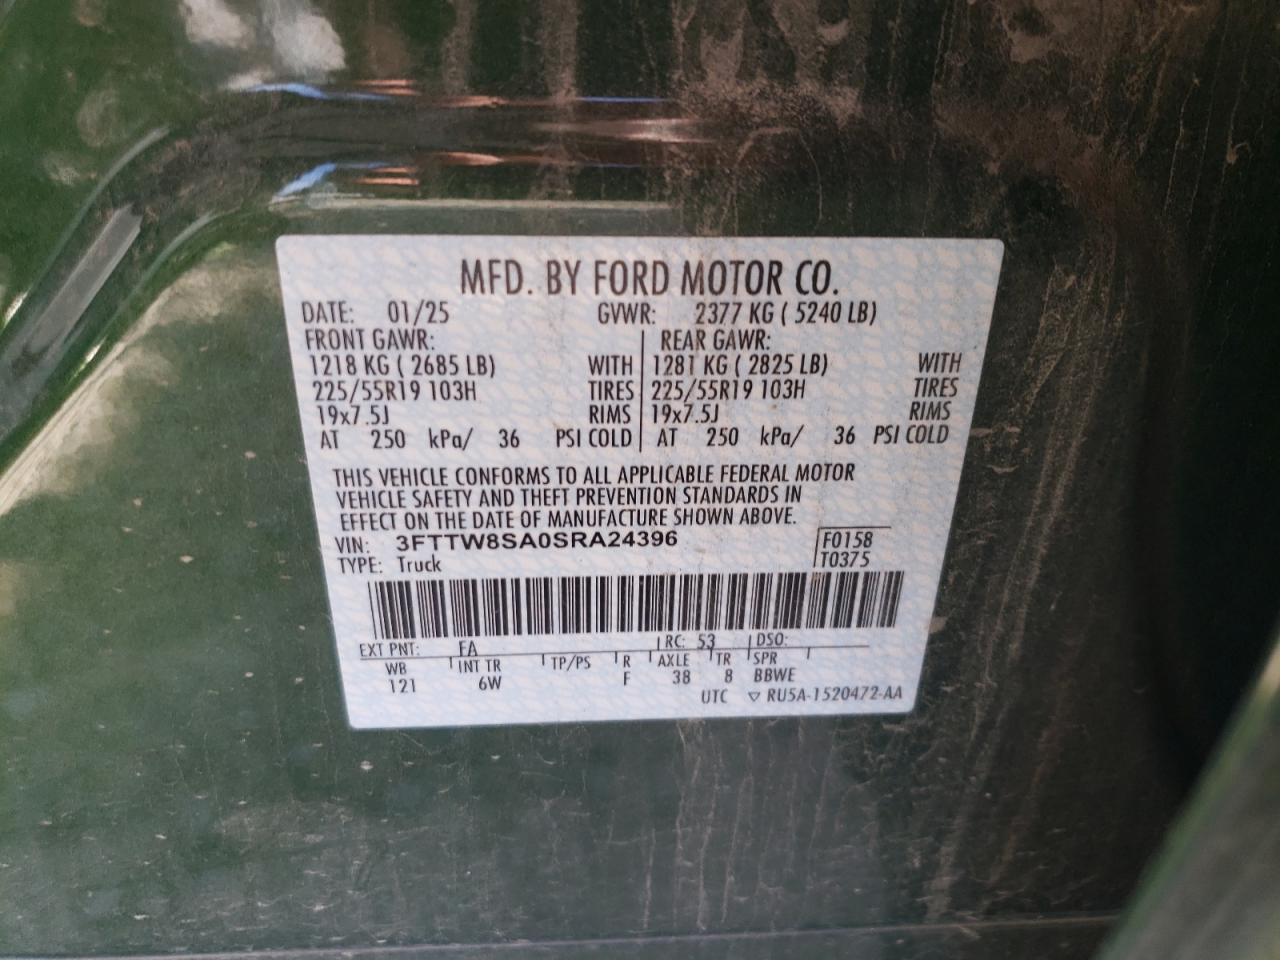 MFD. BY FORD MOTOR CO.
DATE: 01/25 GVWR: 2377 KG ( 5240 LB)
FRONT GAWR: REAR GAWR:
1218 KG ( 2685 LB) WITH 1281 KG ( 2825 LB) WITH
225/55R19 103H TIRES 225/55R19 103H TIRES
19x7.5J RIMS 19x7.5J RIMS
AT 250 kPa/ 36 PSI COLD AT 250 kPa/ 36 PSI COLD
THIS VEHICLE CONFORMS TO ALL APPLICABLE FEDERAL MOTOR
VEHICLE SAFETY AND THEFT PREVENTION STANDARDS IN
EFFECT ON THE DATE OF MANUFACTURE SHOWN ABOVE.
VIN: 3FTTW8SA0SRA24396 F0158
TYPE: Truck T0375
EXT PNT: EA RC: 53 DSO:
WB INT TR TP/PS R AXLE TR SPR
121 6W F 38 8 BBWE
UTC ▽ RU5A-1520472-AA